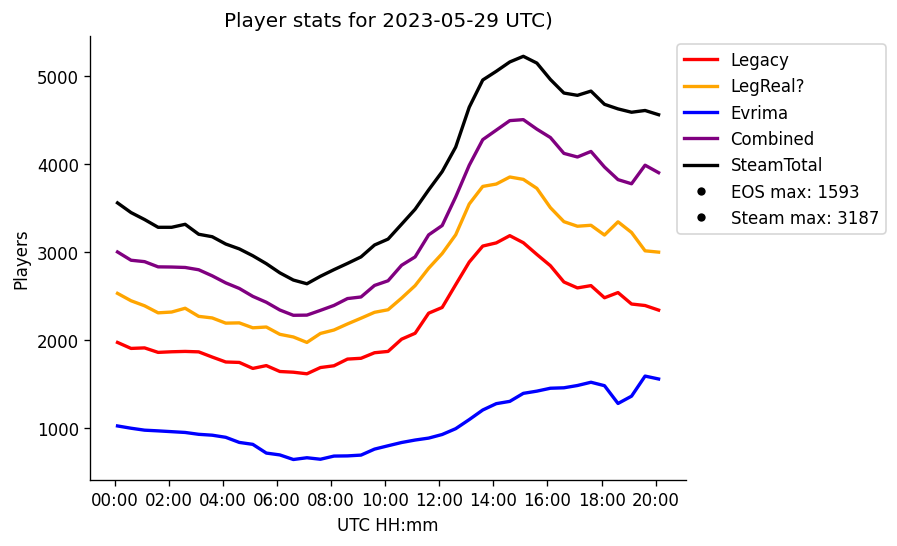 Player stats for 2023-05-29 UTC)
Legacy
LegReal?
Evrima
Combined
SteamTotal
EOS max: 1593
Steam max: 3187
Players
5000
4000
3000
2000
1000
00:00 02:00 04:00 06:00 08:00 10:00 12:00 14:00 16:00 18:00 20:00
UTC HH:mm